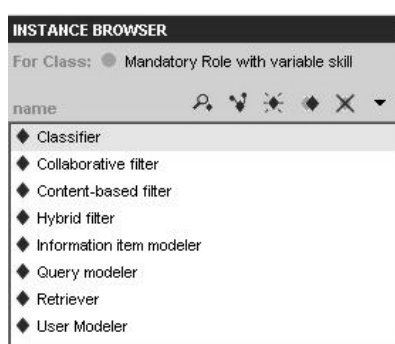 INSTANCE BROWSER
For Class: Mandatory Role with variable skill
name
Classifier
Collaborative filter
Content-based filter
Hybrid filter
Information item modeler
Query modeler
Retriever
User Modeler